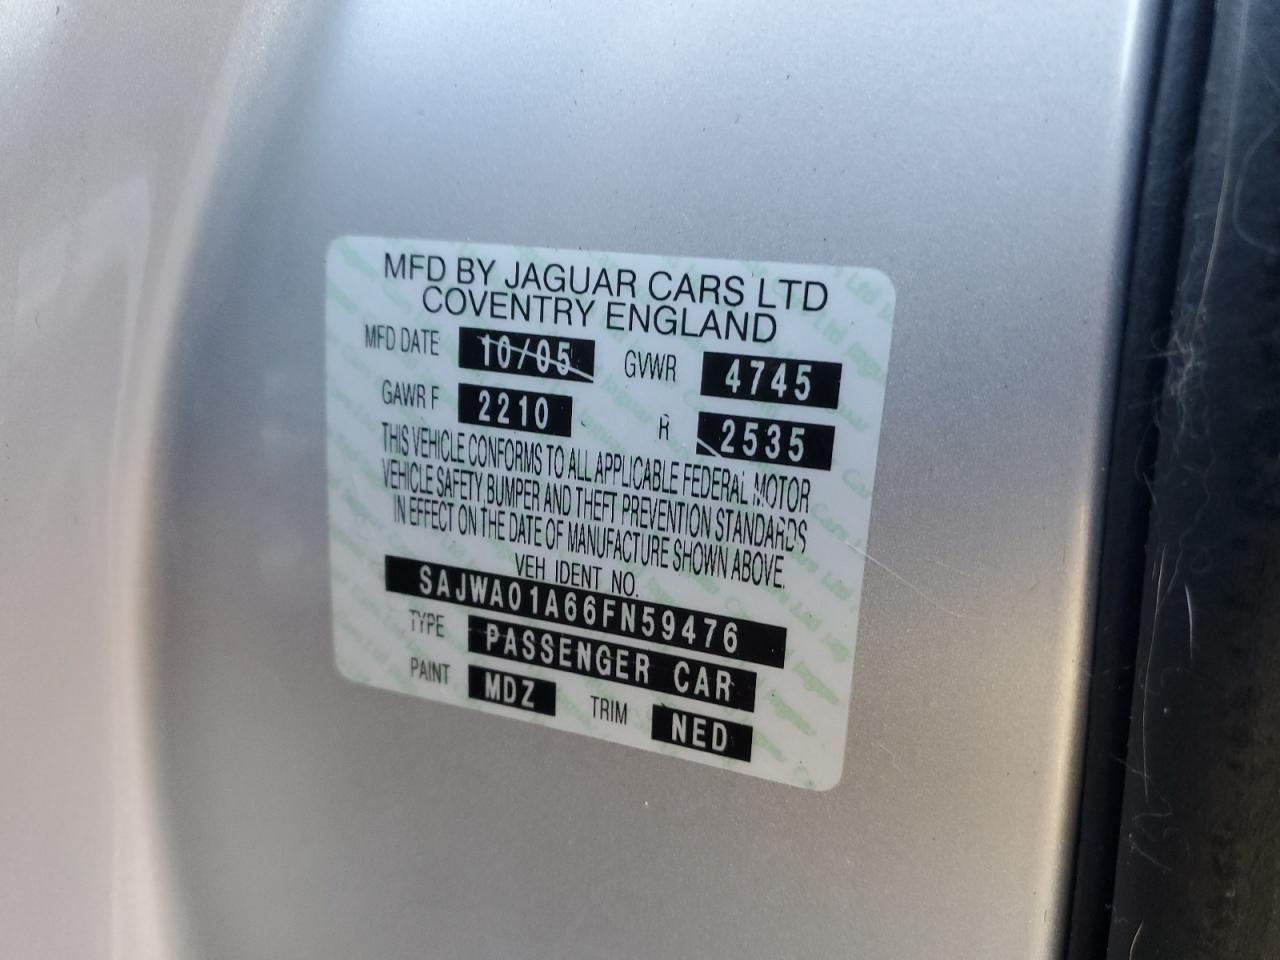 MFD BY JAGUAR CARS LTD
COVENTRY ENGLAND
MFD DATE 10/05 GVWR 4745
GAWR F 2210 R 2535
THIS VEHICLE CONFORMS TO ALL APPLICABLE FEDERAL MOTOR
VEHICLE SAFETY, BUMPER AND THEFT PREVENTION STANDARDS
IN EFFECT ON THE DATE OF MANUFACTURE SHOWN ABOVE.
VEH IDENT NO.
SAJWA01A66FN59476
TYPE PASSENGER CAR
PAINT MDZ TRIM NED